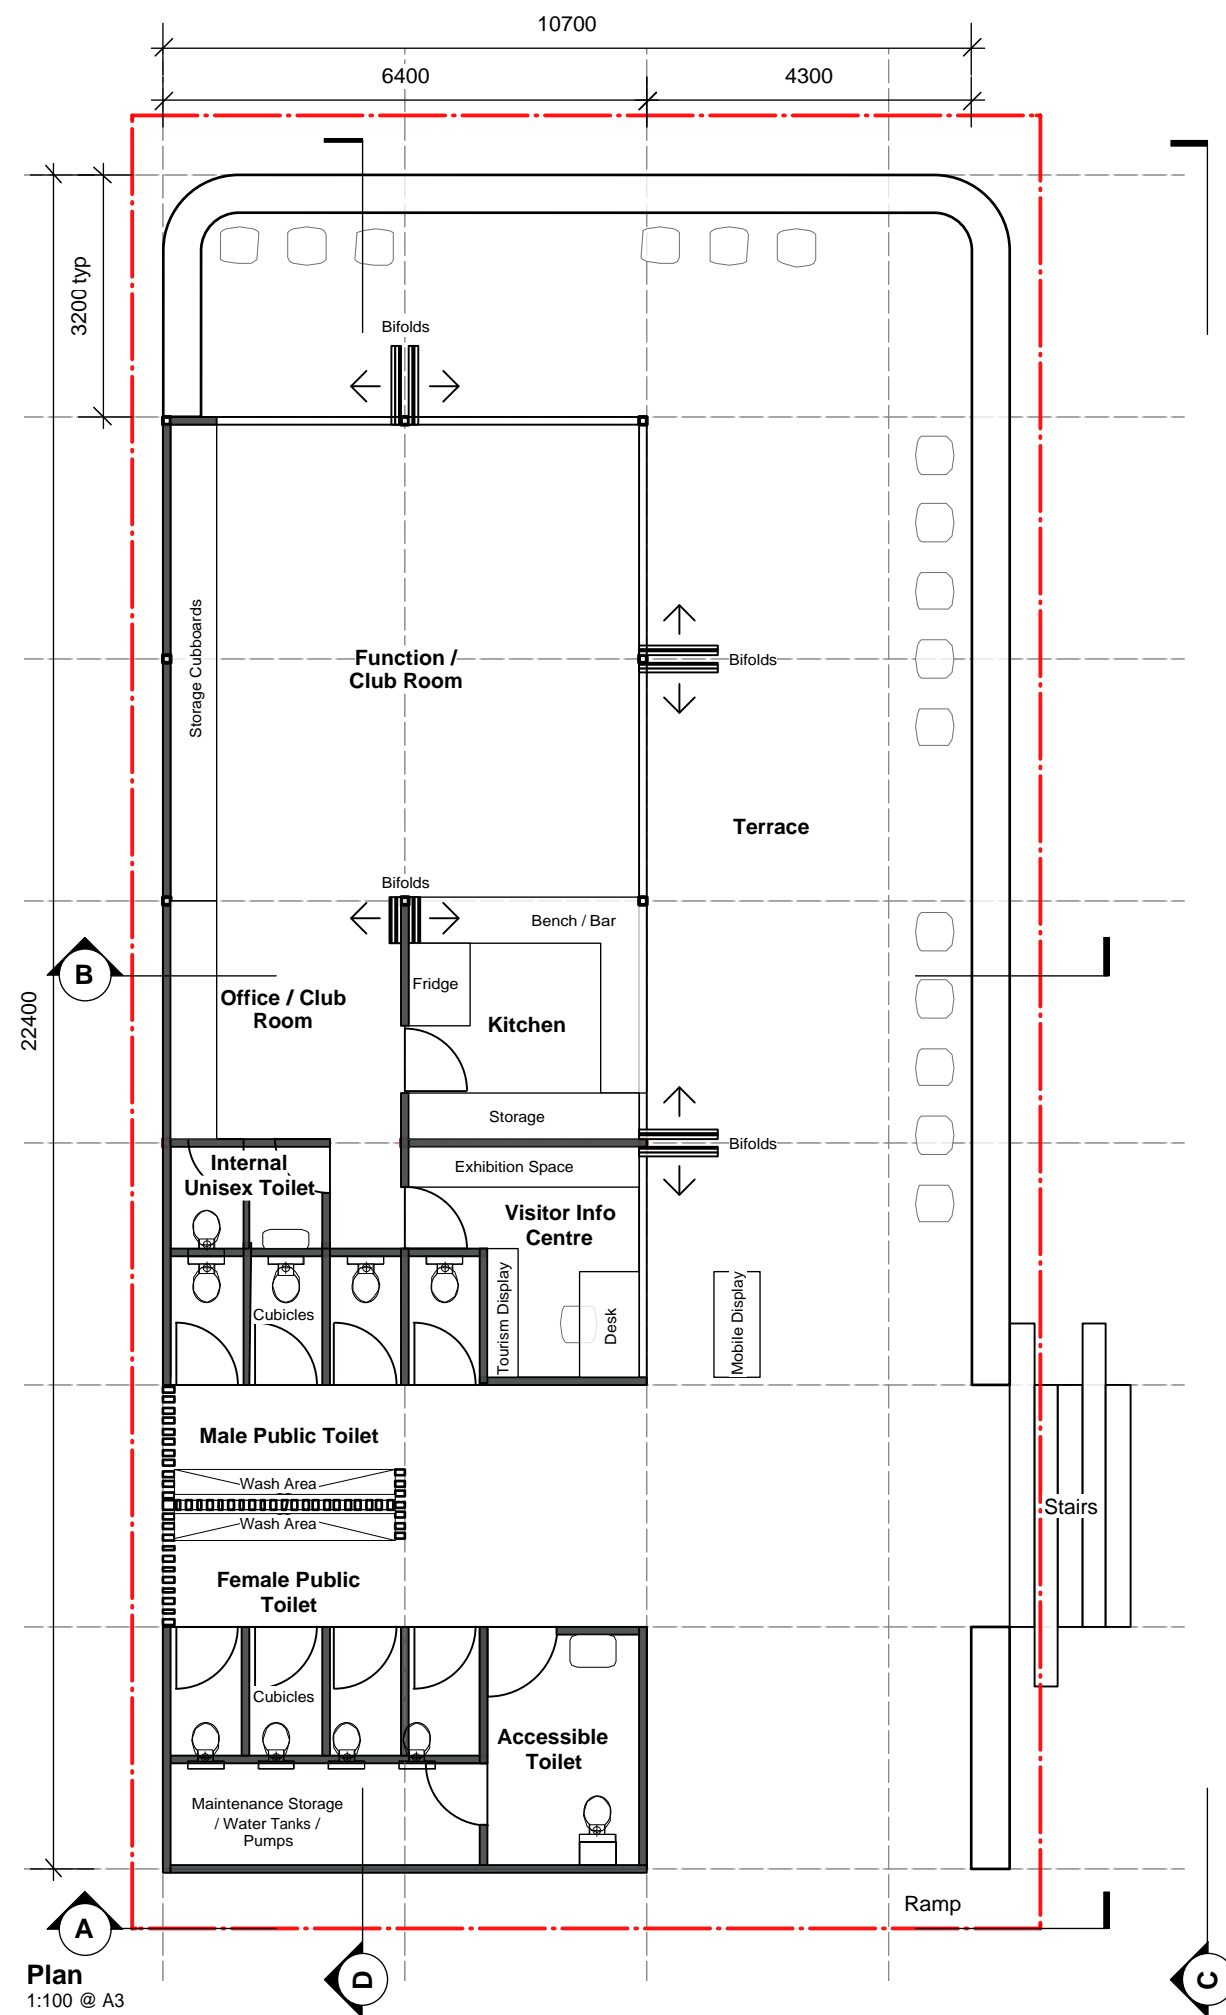 10700
6400
4300
3200 typ
Bifolds
Storage Cubboards
Function /
Club Room
Bifolds
Terrace
Bifolds
Bench / Bar
B
Fridge
Office / Club
Room
Kitchen
22400
Storage
Bifolds
Internal
Unisex Toilet
Exhibition Space
Visitor Info
Centre
Cubicles
Tourism Display
Desk
Mobile Display
Male Public Toilet
Wash Area
Wash Area
Stairs
Female Public
Toilet
Cubicles
Accessible
Toilet
Maintenance Storage
/ Water Tanks /
Pumps
Ramp
A
D
C
Plan
1:100 @ A3